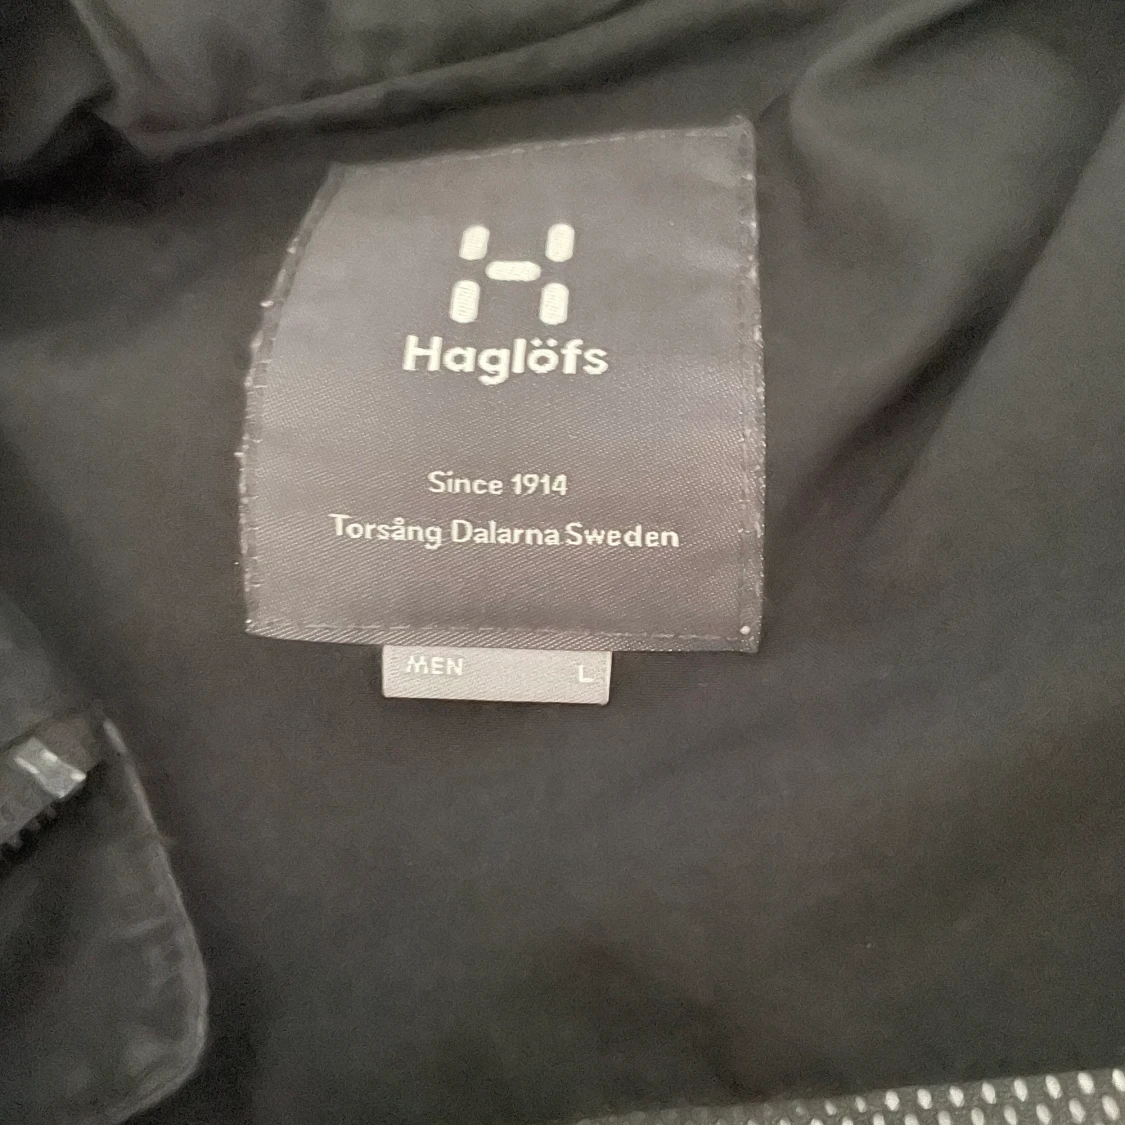 Haglöfs
Since 1914
Torsång Dalarna Sweden
MEN L